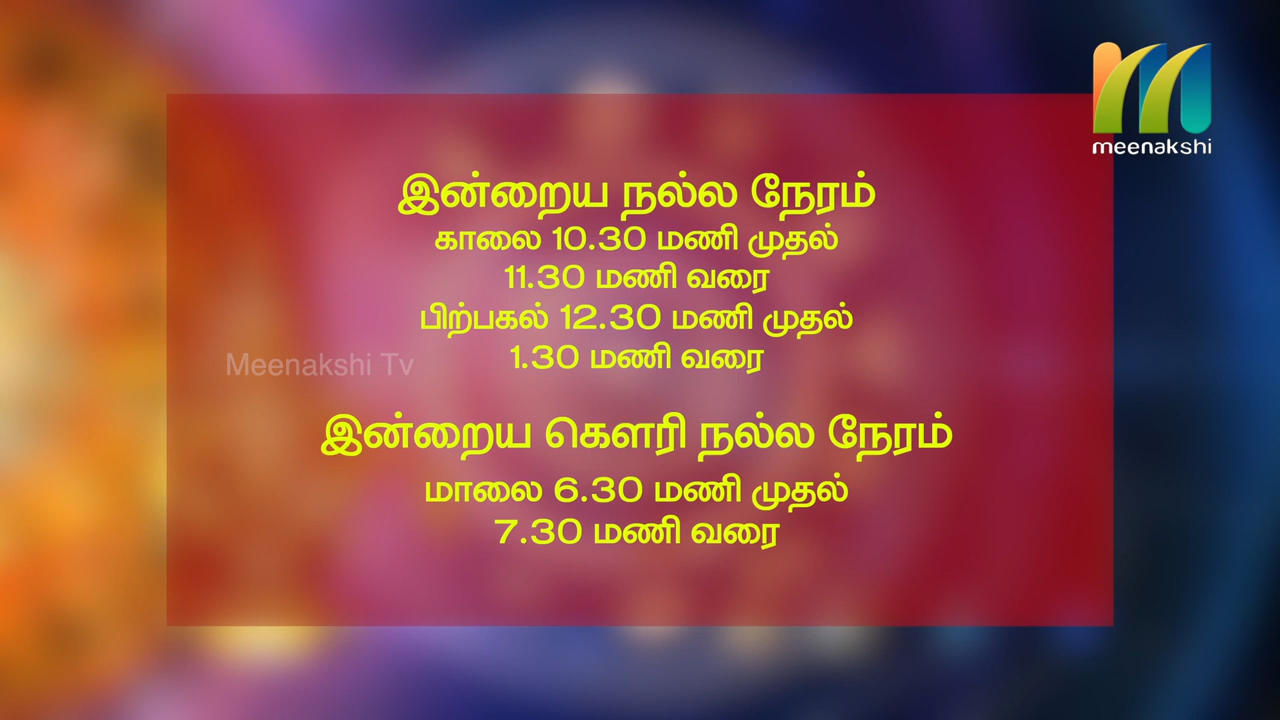 meenakshi
இன்றைய நல்ல நேரம்
காலை 10.30 மணி முதல்
11.30 மணி வரை
பிற்பகல் 12.30 மணி முதல்
1.30 மணி வரை
Meenakshi Tv
இன்றைய கௌரி நல்ல நேரம்
மாலை 6.30 மணி முதல்
7.30 மணி வரை